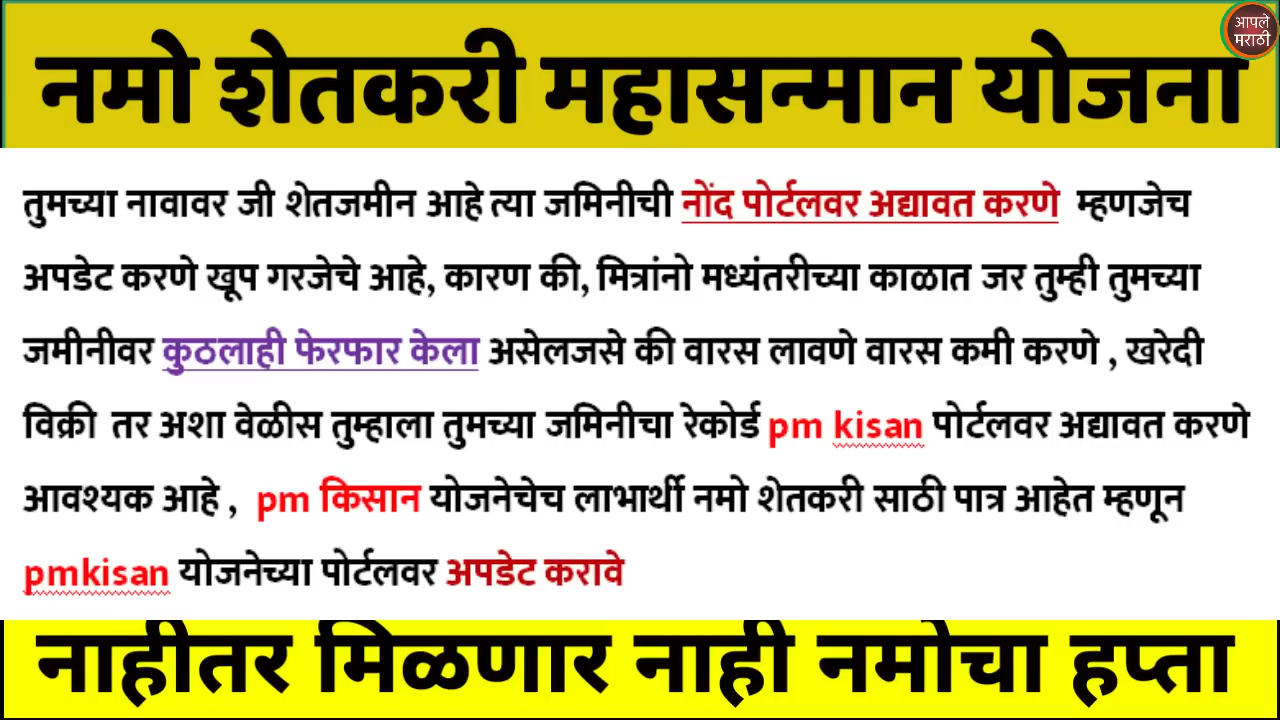 आपले
मराठी
नमो शेतकरी महासन्मान योजना
तुमच्या नावावर जी शेतजमीन आहे त्या जमिनीची नोंद पोर्टलवर अद्यावत करणे म्हणजेच
अपडेट करणे खूप गरजेचे आहे, कारण की, मित्रांनो मध्यंतरीच्या काळात जर तुम्ही तुमच्या
जमीनीवर कुठलाही फेरफार केला असेलजसे की वारस लावणे वारस कमी करणे , खरेदी
विक्री तर अशा वेळीस तुम्हाला तुमच्या जमिनीचा रेकोर्ड pm kisan पोर्टलवर अद्यावत करणे
आवश्यक आहे , pm किसान योजनेचेच लाभार्थी नमो शेतकरी साठी पात्र आहेत म्हणून
pmkisan योजनेच्या पोर्टलवर अपडेट करावे
नाहीतर मिळणार नाही नमोचा हप्ता